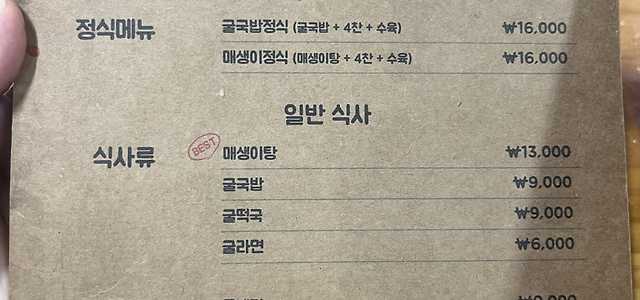 정식메뉴 굴국밥정식 (굴국밥 + 4찬 + 수육) ₩16,000
매생이정식 (매생이탕 + 4찬 + 수육) ₩16,000
일반 식사
식사류 BEST 매생이탕 ₩13,000
굴국밥 ₩9,000
굴떡국 ₩9,000
굴라면 ₩6,000